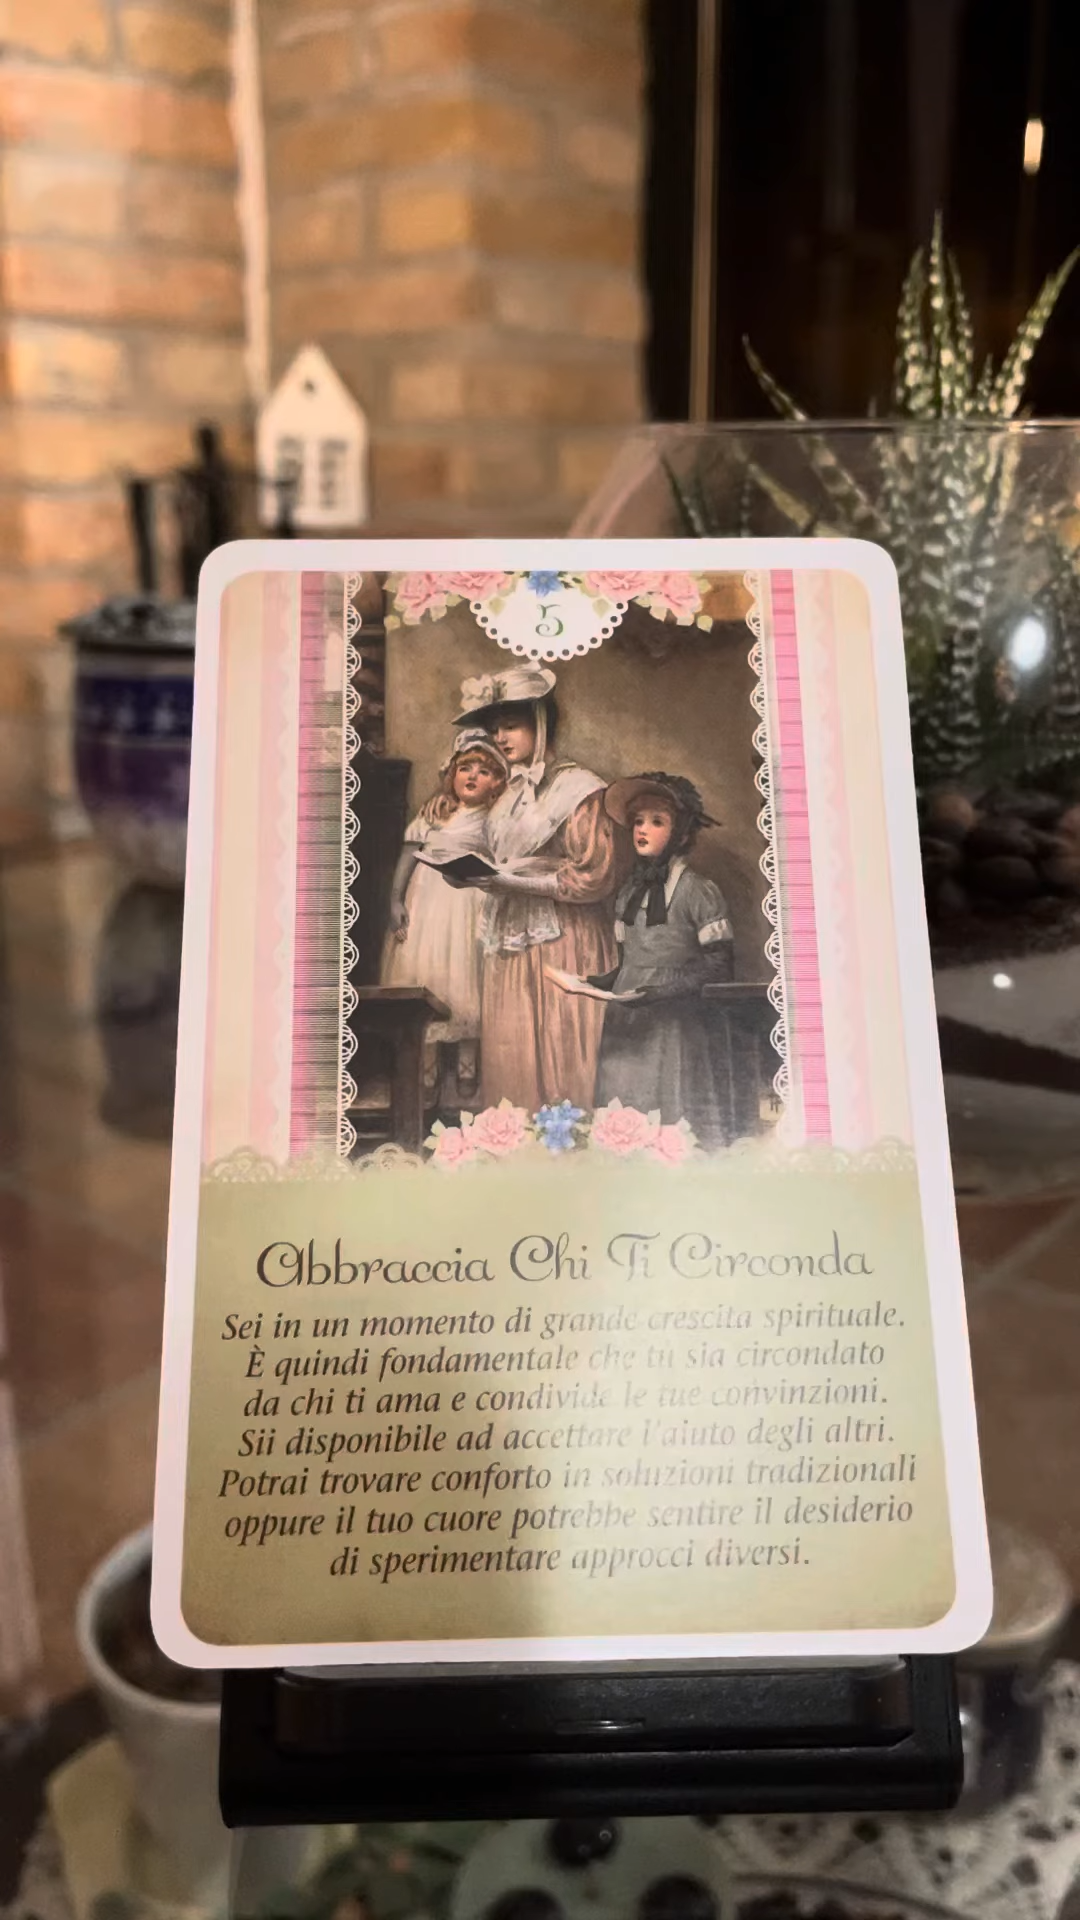 5
Abbraccia Chi Ti Circonda
Sei in un momento di grande crescita spirituale.
È quindi fondamentale che tu sia circondato
da chi ti ama e condivide le tue convinzioni.
Sii disponibile ad accettare l'aiuto degli altri.
Potrai trovare conforto in soluzioni tradizionali
oppure il tuo cuore potrebbe sentire il desiderio
di sperimentare approcci diversi.